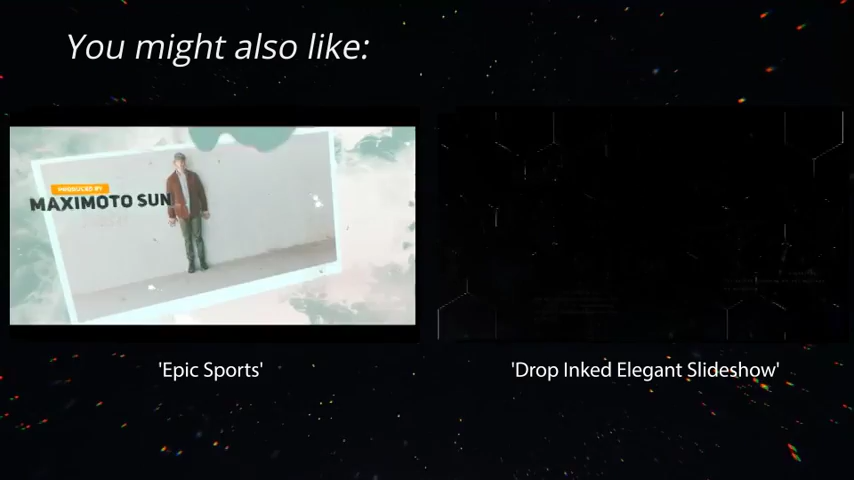 You might also like:
PRODUCED BY
MAXIMOTO SUN
'Epic Sports'
'Drop Inked Elegant Slideshow'